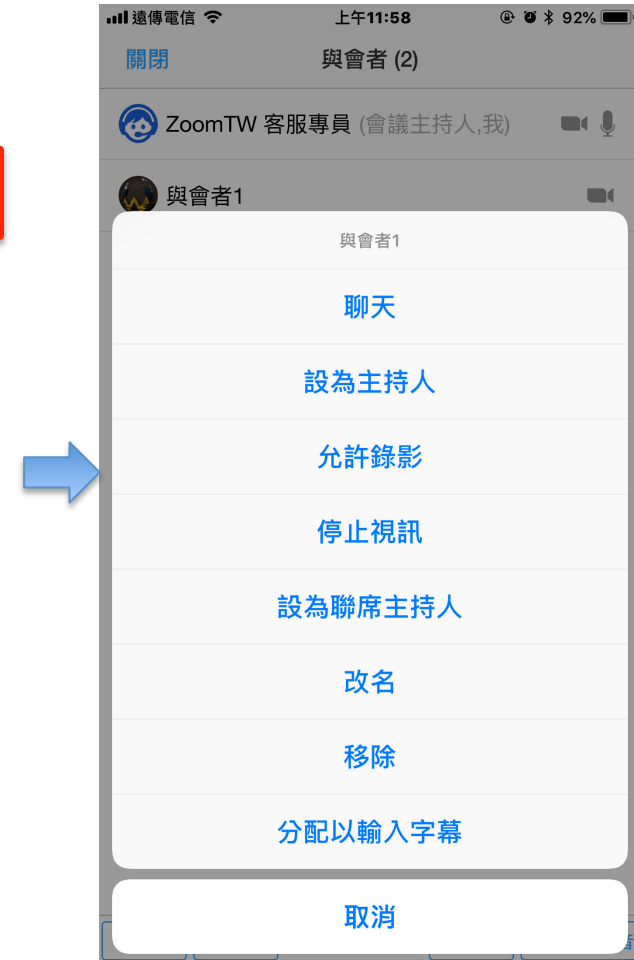 遠傳電信 上午11:58 92%
關閉 與會者 (2)
ZoomTW 客服專員 (會議主持人,我)
與會者1
與會者1
聊天
設為主持人
允許錄影
停止視訊
設為聯席主持人
改名
移除
分配以輸入字幕
取消